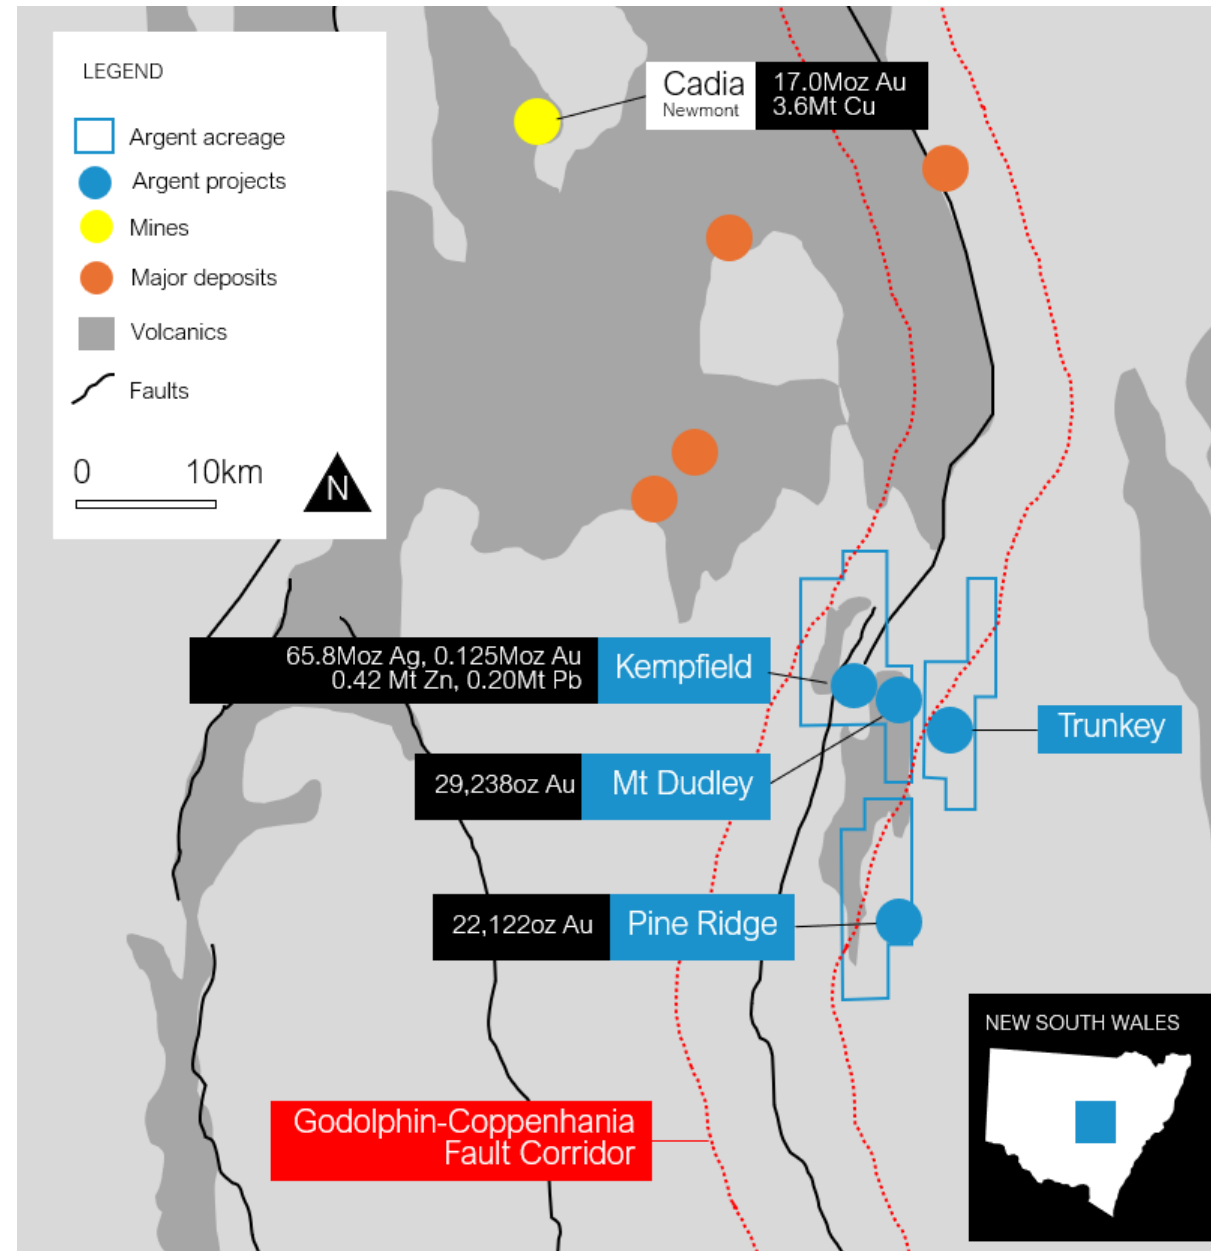 LEGEND
Argent acreage
Argent projects
Mines
Major deposits
Volcanics
Faults
0 10km
N
Cadia
Newmont
17.0Moz Au
3.6Mt Cu
65.8Moz Ag, 0.125Moz Au
0.42 Mt Zn, 0.20Mt Pb
Kempfield
Trunkey
29,238oz Au
Mt Dudley
22,122oz Au
Pine Ridge
Godolphin-Coppenhania
Fault Corridor
NEW SOUTH WALES